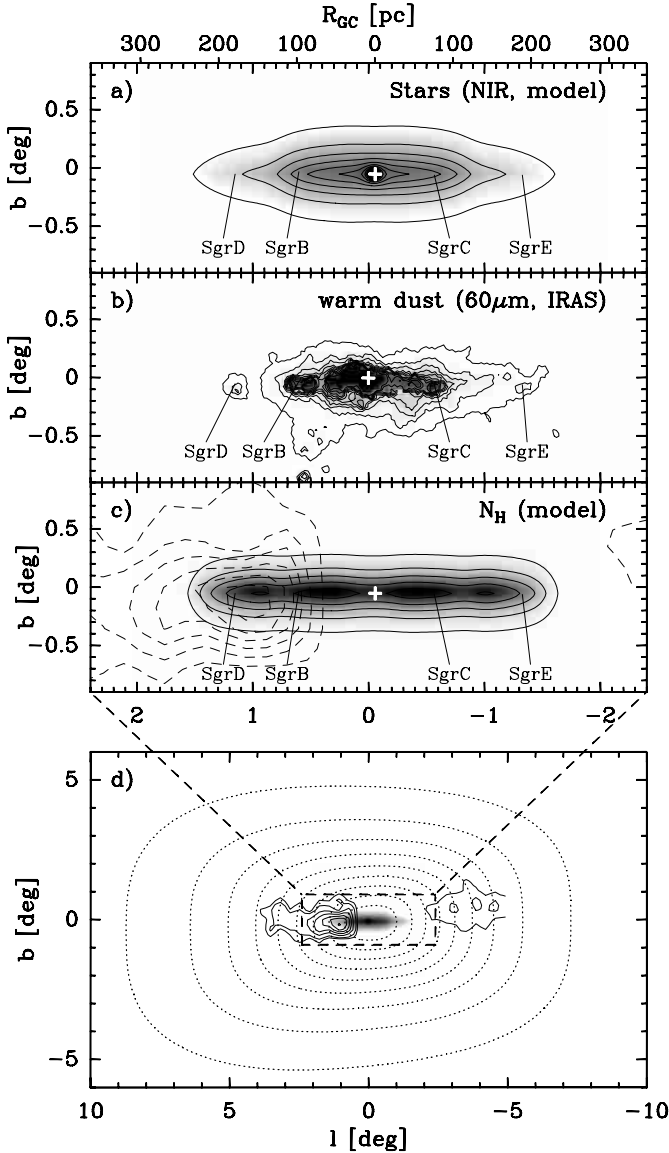 R_GC [pc]
300 200 100 0 100 200 300
a) Stars (NIR, model)
0.5
0
−0.5
b [deg]
SgrD SgrB SgrC SgrE
b) warm dust (60μm, IRAS)
0.5
0
−0.5
b [deg]
SgrD SgrB SgrC SgrE
c) N_H (model)
0.5
0
−0.5
b [deg]
SgrD SgrB SgrC SgrE
2 1 0 −1 −2
d)
5
0
−5
b [deg]
10 5 0 −5 −10
l [deg]